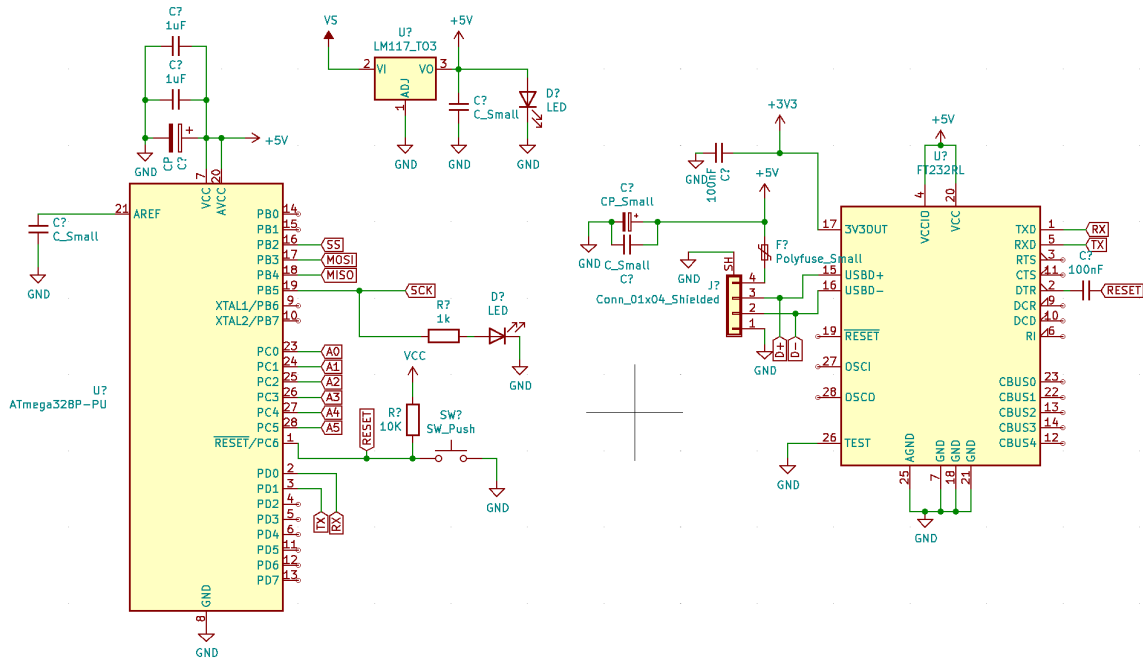 C?
1uF
C?
1uF
+5V
GND
CP
C?
7
20
VCC
AVCC
21
AREF
C?
C_Small
GND
U?
ATmega328P-PU
PB0
14
PB1
15
PB2
16
SS
PB3
17
MOSI
PB4
18
MISO
PB5
19
SCK
XTAL1/PB6
9
XTAL2/PB7
10
PC0
23
A0
PC1
24
A1
PC2
25
A2
PC3
26
A3
PC4
27
A4
PC5
28
A5
RESET/PC6
1
PD0
2
PD1
3
PD2
4
PD3
5
PD4
6
PD5
11
PD6
12
PD7
13
TX
RX
GND
8
GND
R?
1k
D?
LED
GND
VCC
R?
10K
RESET
SW?
SW_Push
GND
VS
U?
LM117_TO3
+5V
2
VI
VO
3
ADJ
1
GND
C?
C_Small
GND
D?
LED
GND
+3V3
GND
100nF
C?
+5V
C?
CP_Small
GND
C_Small
C?
F?
Polyfuse_Small
GND
SH
J?
Conn_01x04_Shielded
4
3
2
1
GND
D+
D-
+5V
U?
FT232RL
4
20
VCCIO
VCC
17
3V3OUT
15
USBD+
16
USBD-
19
RESET
27
OSCI
28
OSCO
26
TEST
GND
TXD
1
RX
RXD
5
TX
RTS
3
CTS
11
DTR
2
C?
100nF
RESET
DCR
9
DCD
10
RI
6
CBUS0
23
CBUS1
22
CBUS2
13
CBUS3
14
CBUS4
12
AGND
GND
GND
GND
25
7
18
21
GND